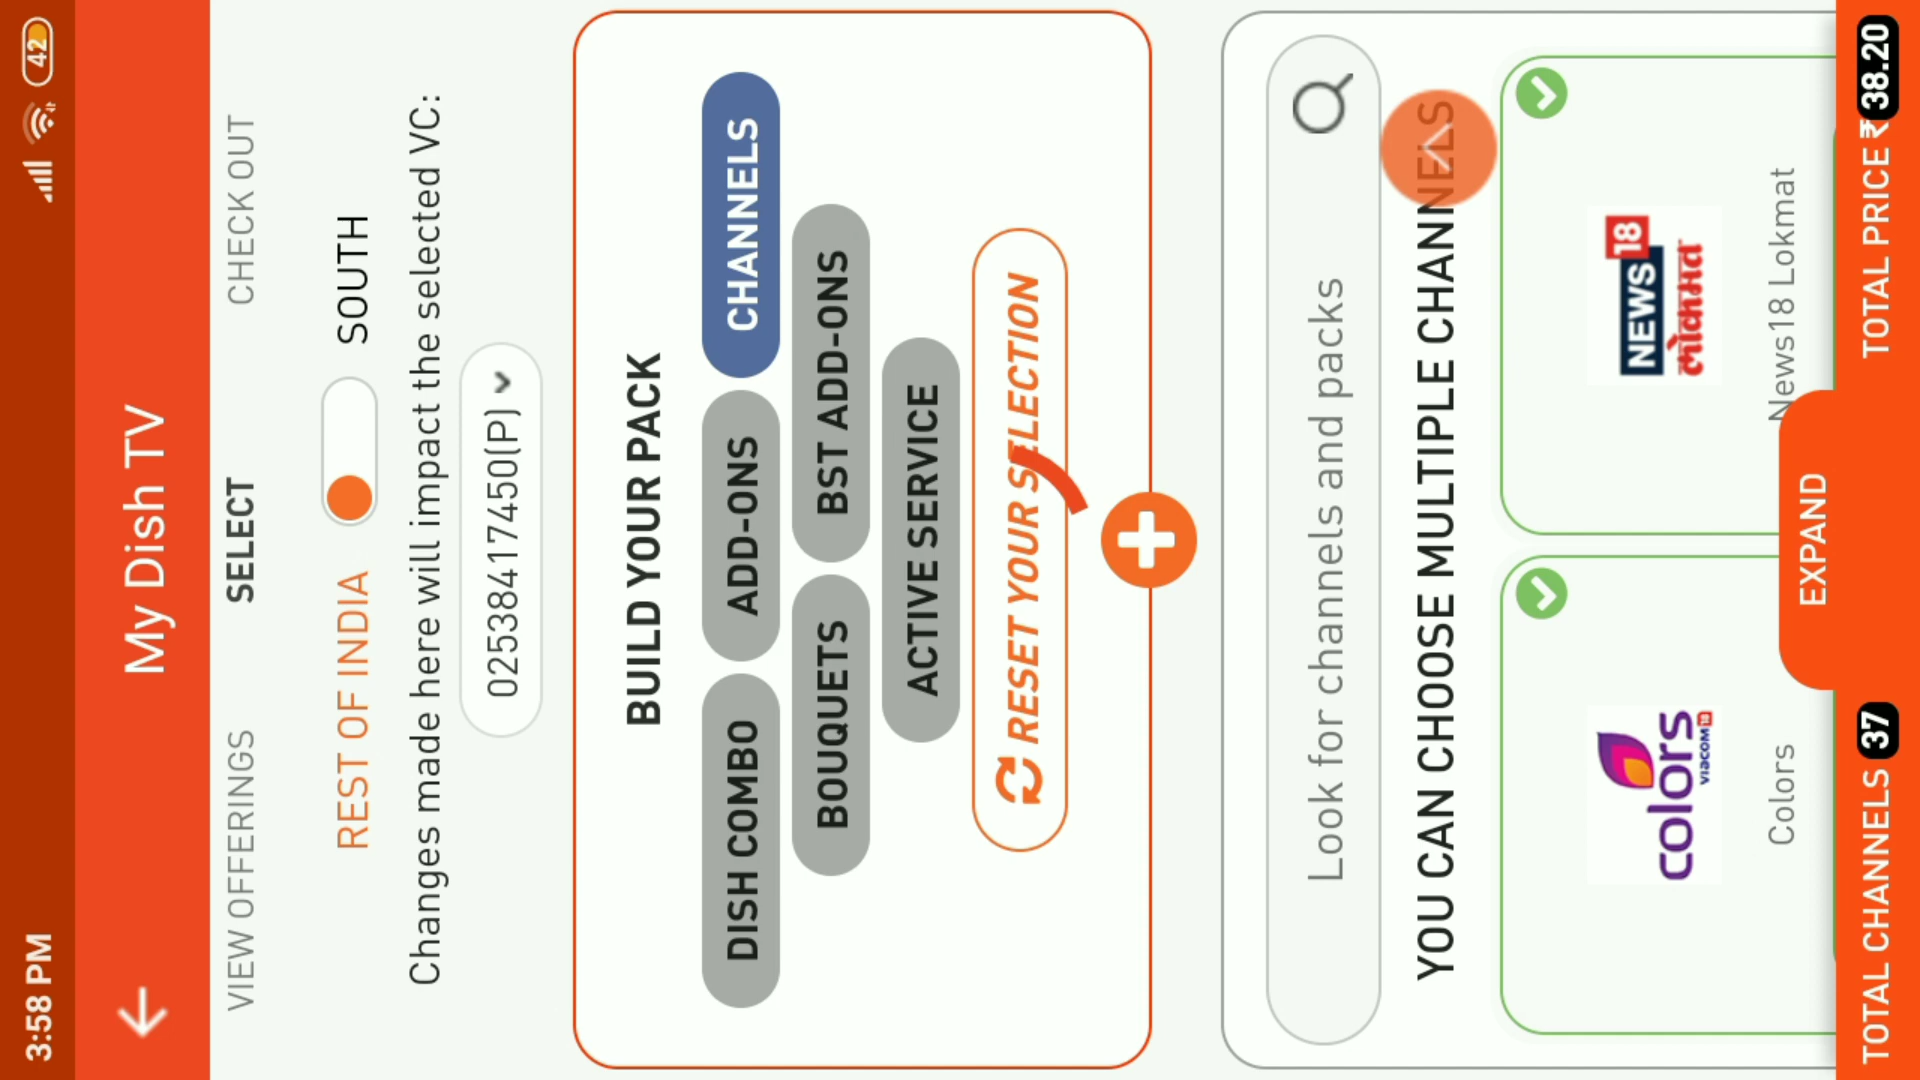 3:58 PM 42
My Dish TV
VIEW OFFERINGS SELECT CHECK OUT
REST OF INDIA SOUTH
Changes made here will impact the selected VC:
02538417450(P)
BUILD YOUR PACK
DISH COMBO ADD-ONS CHANNELS
BOUQUETS BST ADD-ONS
ACTIVE SERVICE
RESET YOUR SELECTION
Look for channels and packs
YOU CAN CHOOSE MULTIPLE CHANNELS
colors
VIACOM18
NEWS 18
लोकमत
Colors News18 Lokmat
EXPAND
TOTAL CHANNELS 37 TOTAL PRICE ₹38.20